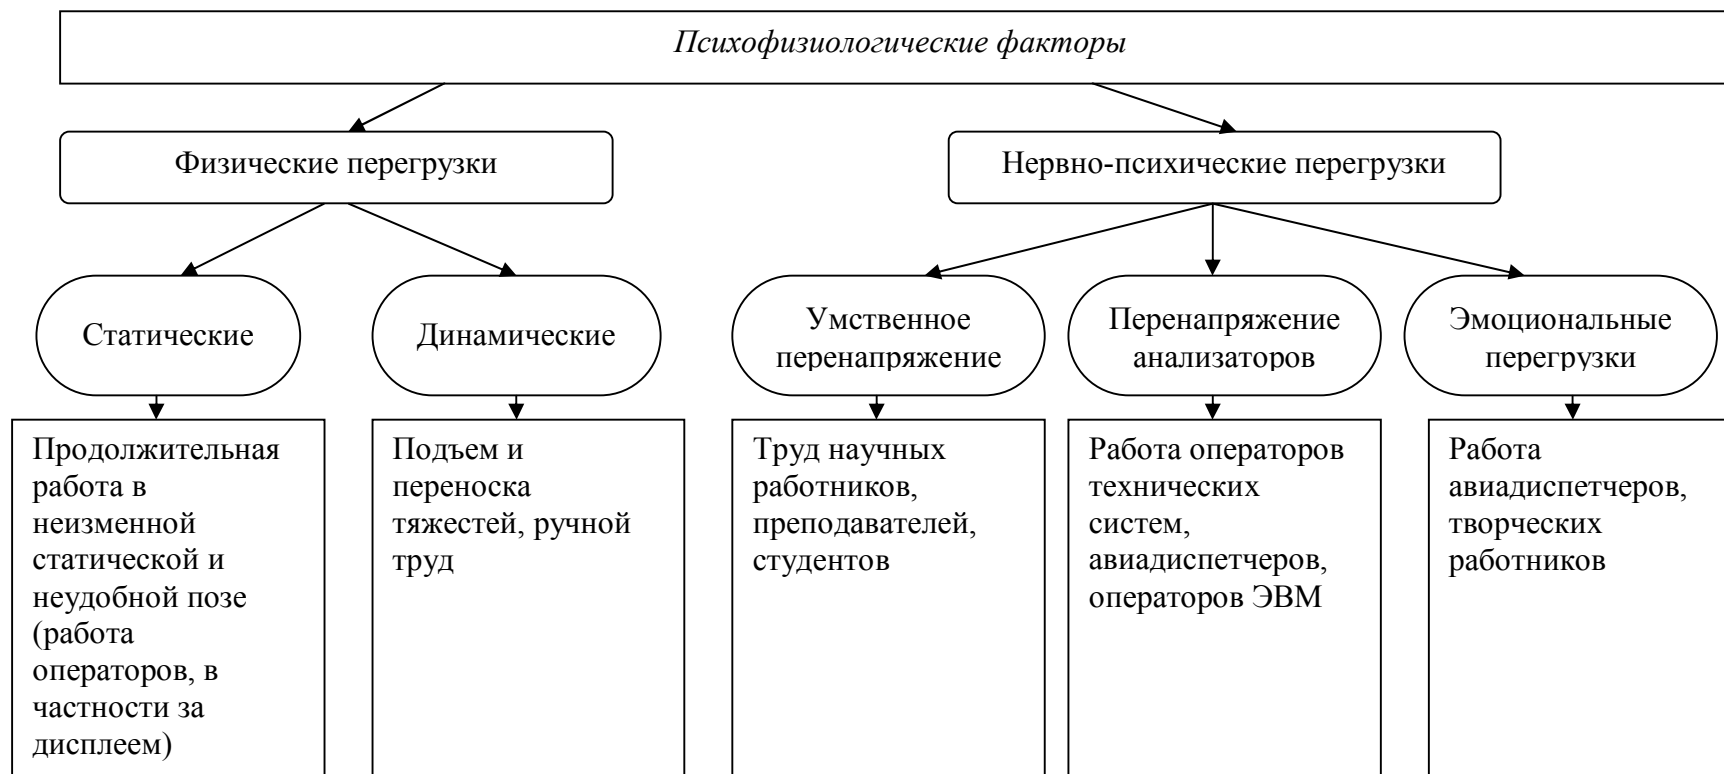 Психофизиологические факторы
Физические перегрузки
Нервно-психические перегрузки
Статические
Динамические
Умственное
перенапряжение
Перенапряжение
анализаторов
Эмоциональные
перегрузки
Продолжительная
работа в
неизменной
статической и
неудобной позе
(работа
операторов, в
частности за
дисплеем)
Подъем и
переноска
тяжестей, ручной
труд
Труд научных
работников,
преподавателей,
студентов
Работа операторов
технических
систем,
авиадиспетчеров,
операторов ЭВМ
Работа
авиадиспетчеров,
творческих
работников